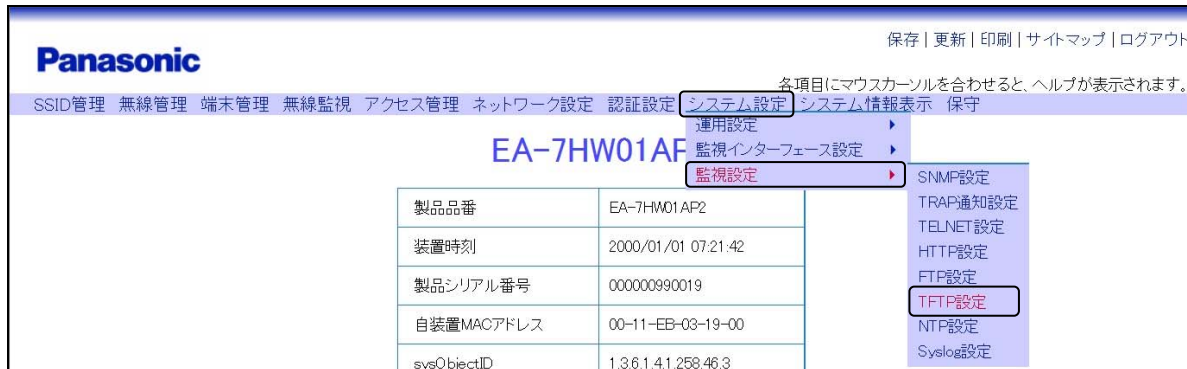 保存 | 更新 | 印刷 | サイトマップ | ログアウト
Panasonic
各項目にマウスカーソルを合わせると、ヘルプが表示されます。
SSID管理 無線管理 端末管理 無線監視 アクセス管理 ネットワーク設定 認証設定 システム設定 システム情報表示 保守
運用設定
監視インターフェース設定
監視設定
SNMP設定
TRAP通知設定
TELNET設定
HTTP設定
FTP設定
TFTP設定
NTP設定
Syslog設定
EA-7HW01AP
製品品番 EA-7HW01AP2
装置時刻 2000/01/01 07:21:42
製品シリアル番号 000000990019
自装置MACアドレス 00-11-EB-03-19-00
sysObjectID 1.3.6.1.4.1.258.46.3